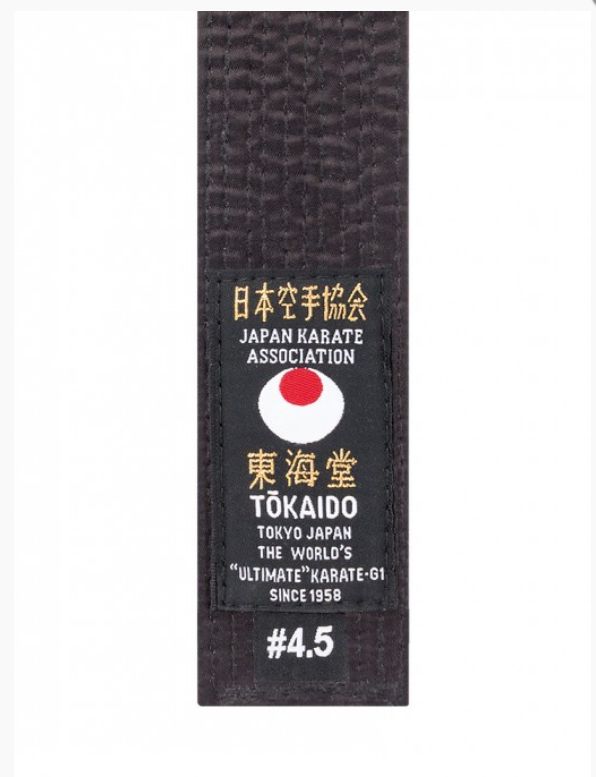 日本空手協会
JAPAN KARATE
ASSOCIATION
東海堂
TŌKAIDO
TOKYO JAPAN
THE WORLD'S
"ULTIMATE"KARATE-G1
SINCE 1958
#4.5